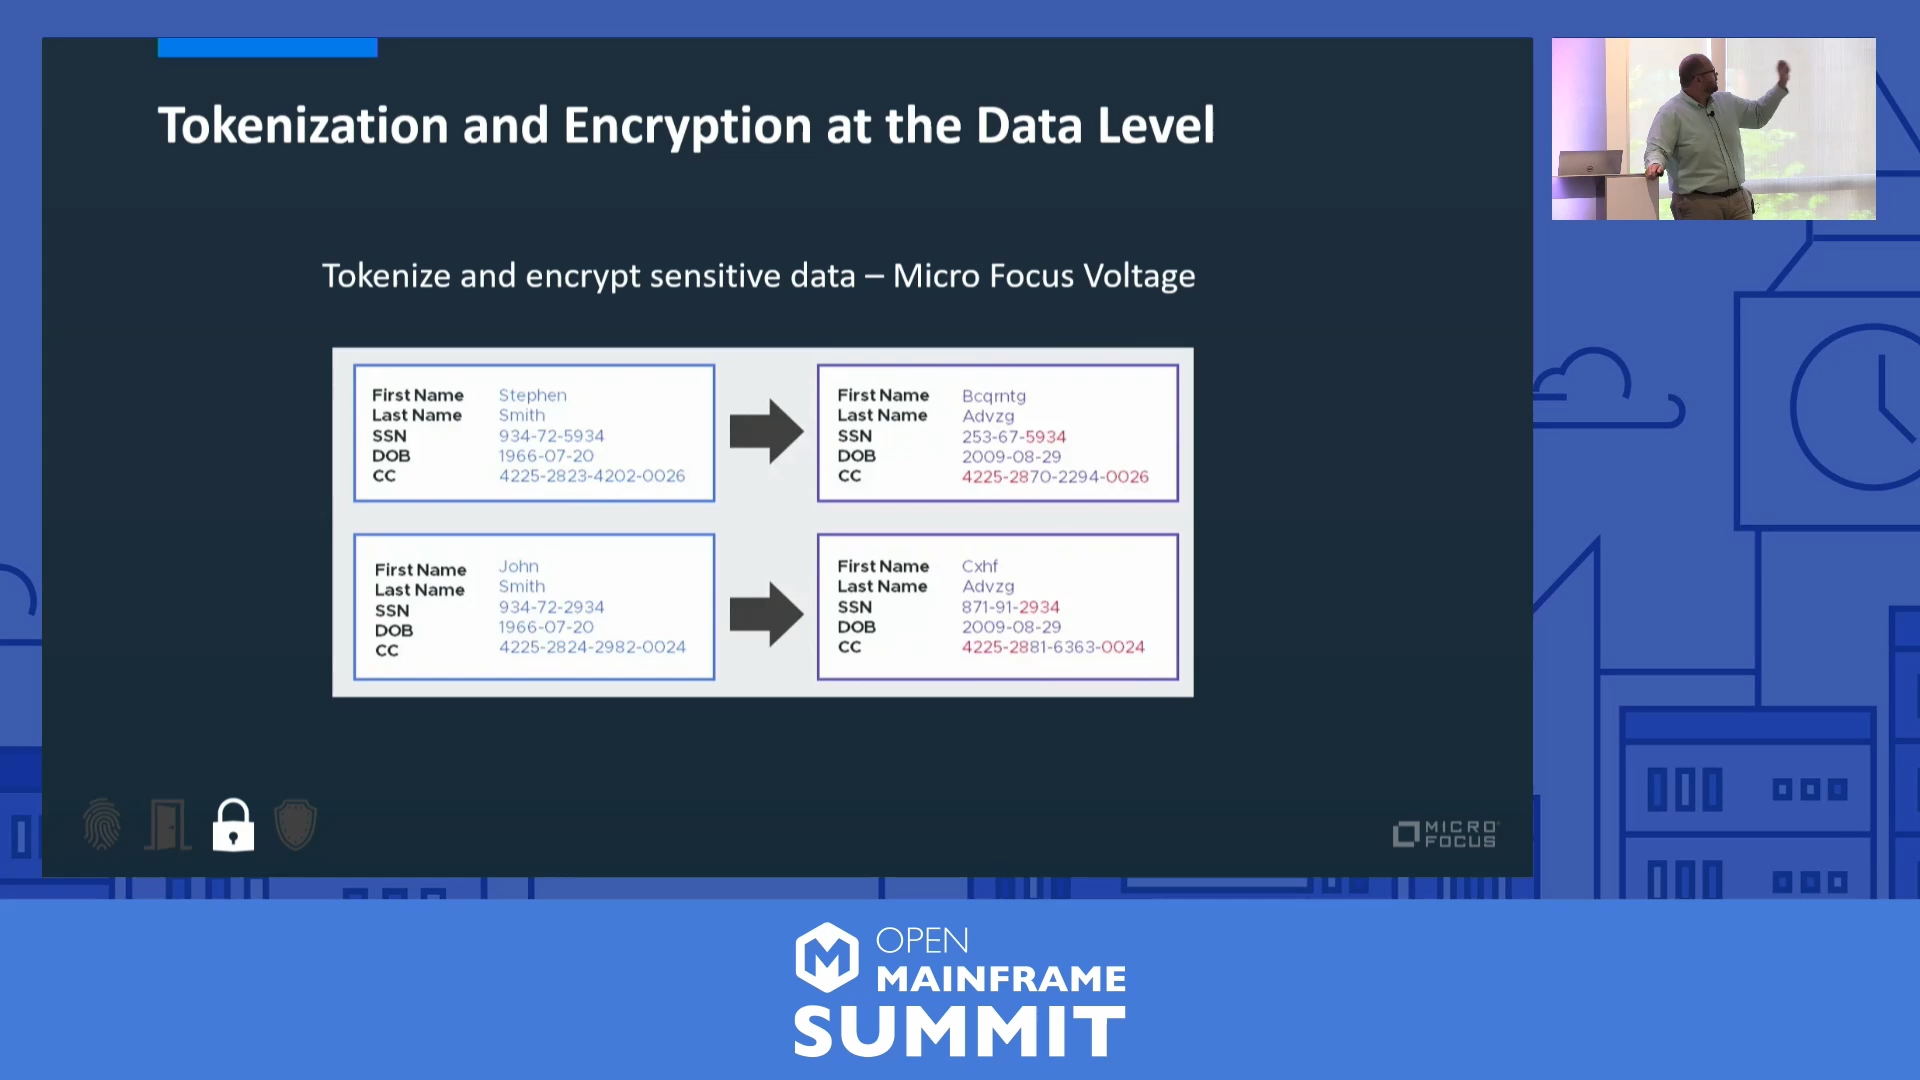 Tokenization and Encryption at the Data Level
Tokenize and encrypt sensitive data – Micro Focus Voltage
First Name Stephen
Last Name Smith
SSN 934-72-5934
DOB 1966-07-20
CC 4225-2823-4202-0026
First Name Bcqrntg
Last Name Advzg
SSN 253-67-5934
DOB 2009-08-29
CC 4225-2870-2294-0026
First Name John
Last Name Smith
SSN 934-72-2934
DOB 1966-07-20
CC 4225-2824-2982-0024
First Name Cxhf
Last Name Advzg
SSN 871-91-2934
DOB 2009-08-29
CC 4225-2881-6363-0024
MICRO
FOCUS
OPEN
MAINFRAME
SUMMIT